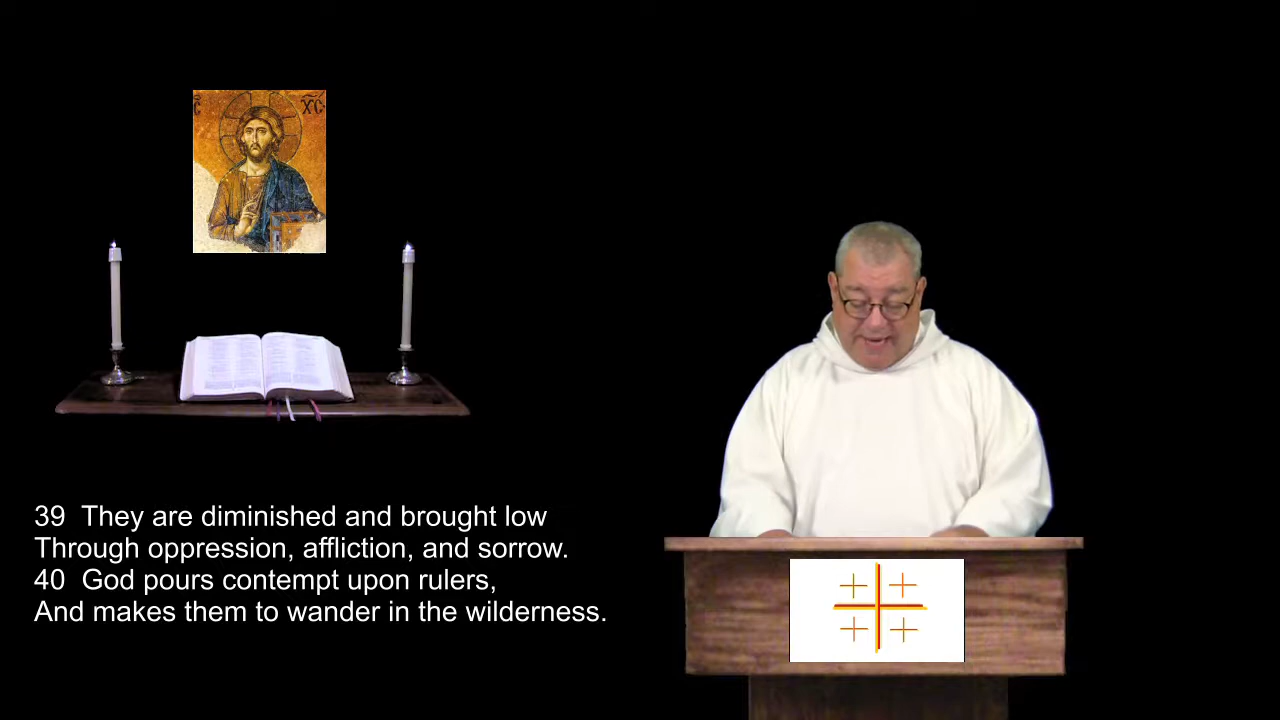 XC
39 They are diminished and brought low
Through oppression, affliction, and sorrow.
40 God pours contempt upon rulers,
And makes them to wander in the wilderness.